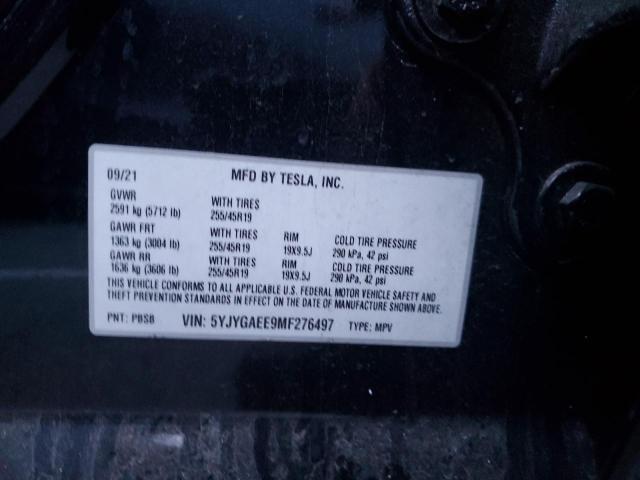 09/21 MFD BY TESLA, INC.
GVWR WITH TIRES
2591 kg (5712 lb) 255/45R19
GAWR FRT WITH TIRES RIM COLD TIRE PRESSURE
1363 kg (3004 lb) 255/45R19 19X9.5J 290 kPa, 42 psi
GAWR RR WITH TIRES RIM COLD TIRE PRESSURE
1636 kg (3606 lb) 255/45R19 19X9.5J 290 kPa, 42 psi
THIS VEHICLE CONFORMS TO ALL APPLICABLE U.S. FEDERAL MOTOR VEHICLE SAFETY AND
THEFT PREVENTION STANDARDS IN EFFECT ON THE DATE OF MANUFACTURE SHOWN ABOVE.
PNT: PBSB VIN: 5YJYGAEE9MF276497 TYPE: MPV